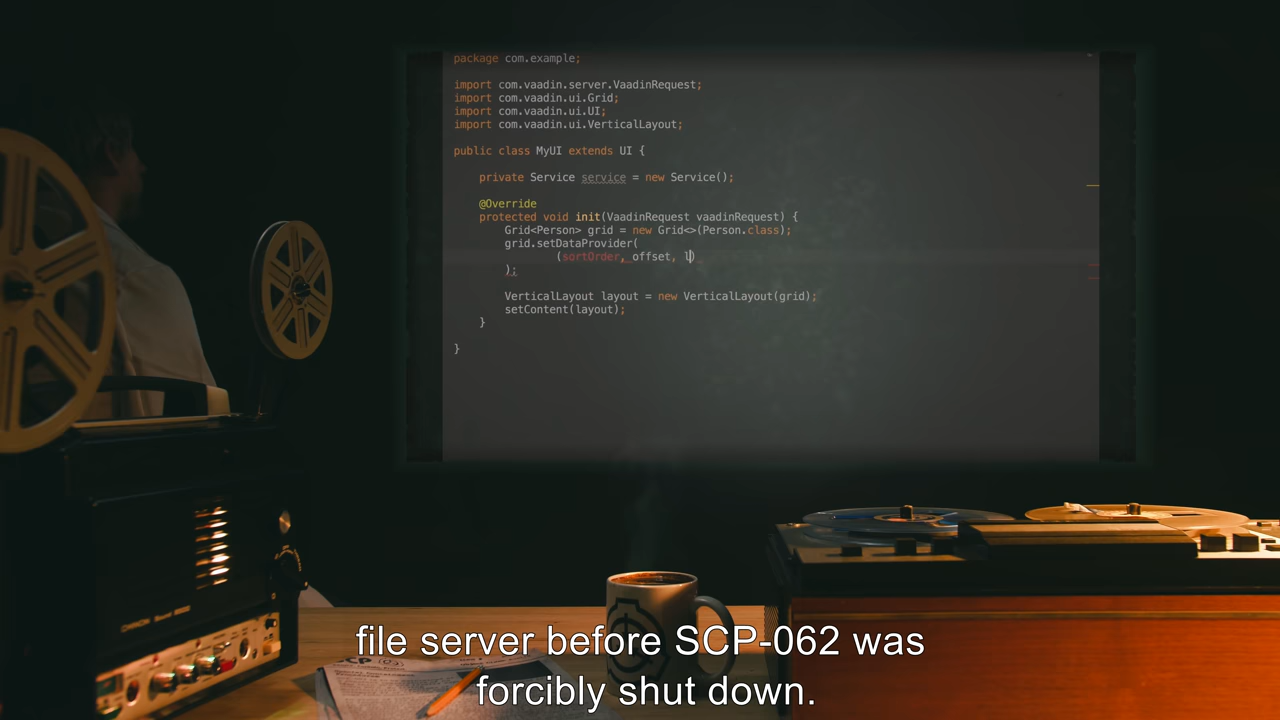 package com.example;
import com.vaadin.server.VaadinRequest;
import com.vaadin.ui.Grid;
import com.vaadin.ui.UI;
import com.vaadin.ui.VerticalLayout;
public class MyUI extends UI {
private Service service = new Service();
@Override
protected void init(VaadinRequest vaadinRequest) {
Grid<Person> grid = new Grid<>(Person.class);
grid.setDataProvider(
(sortOrder, offset, l)
);
VerticalLayout layout = new VerticalLayout(grid);
setContent(layout);
}
}
SCP
file server before SCP-062 was
forcibly shut down.